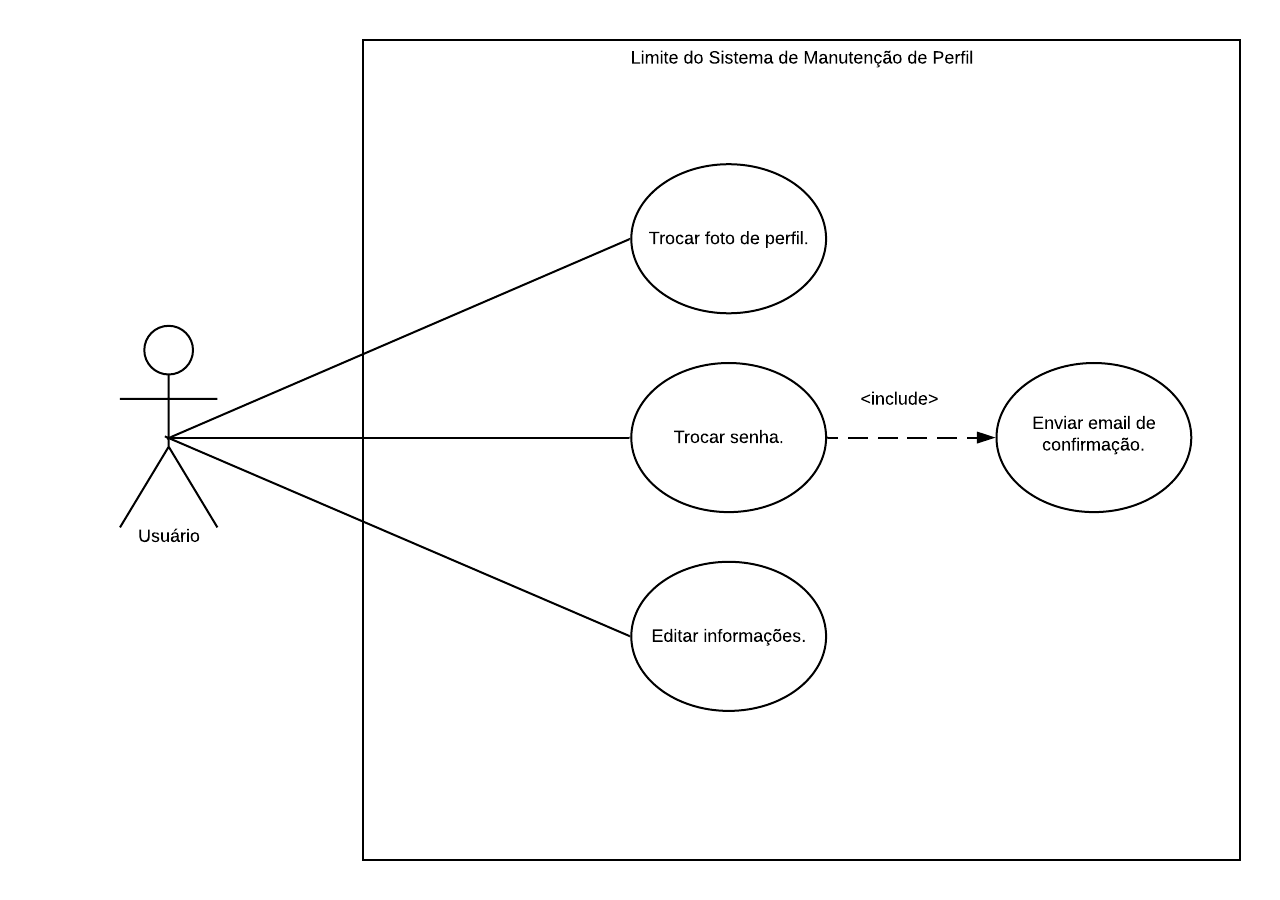 Limite do Sistema de Manutenção de Perfil
Trocar foto de perfil.
Trocar senha.
<include>
Enviar email de
confirmação.
Usuário
Editar informações.